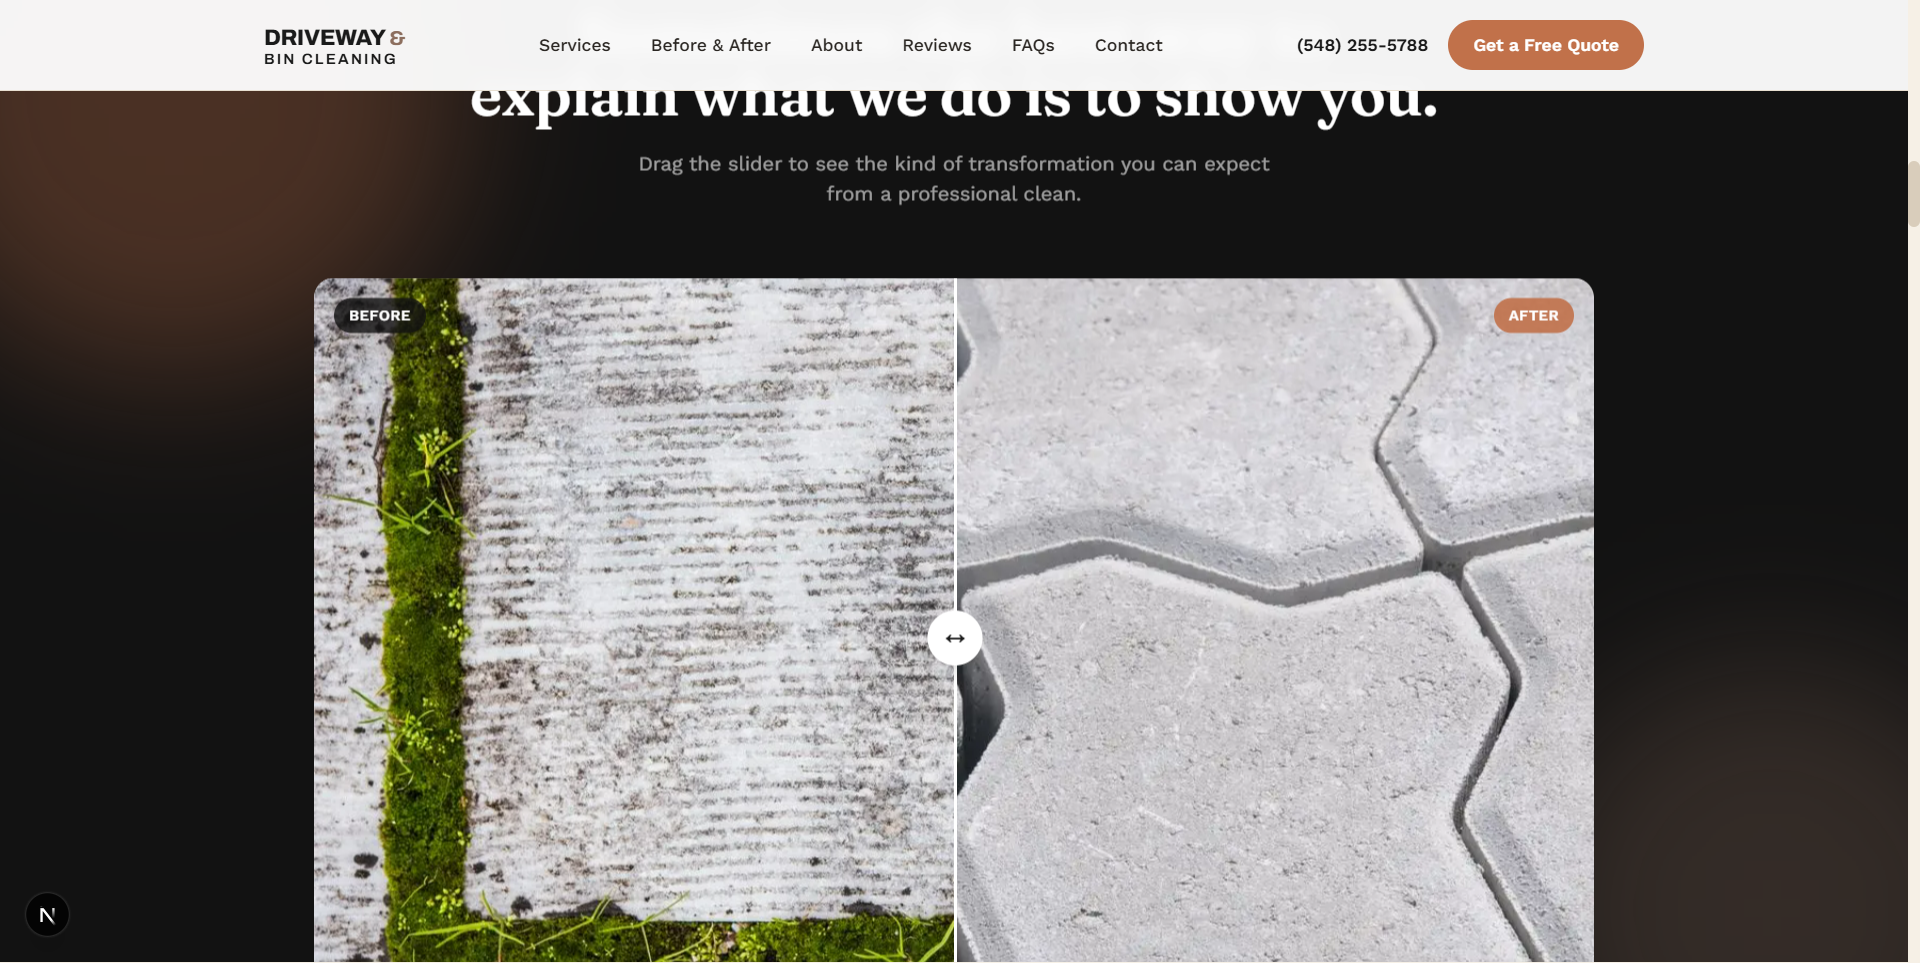 DRIVEWAY &
BIN CLEANING
Services
Before & After
About
Reviews
FAQs
Contact
(548) 255-5788
Get a Free Quote
explain what we do is to show you.
Drag the slider to see the kind of transformation you can expect
from a professional clean.
BEFORE
AFTER
N